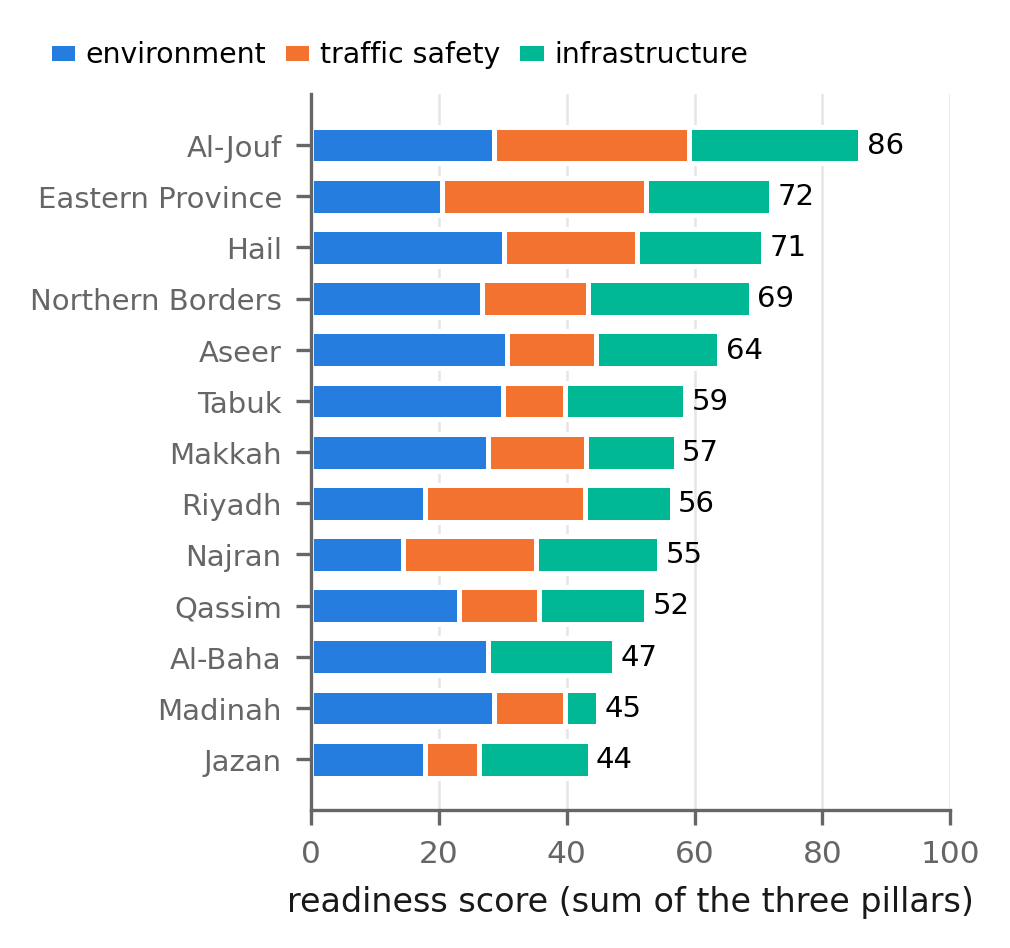 environment traffic safety infrastructure
Al-Jouf 86
Eastern Province 72
Hail 71
Northern Borders 69
Aseer 64
Tabuk 59
Makkah 57
Riyadh 56
Najran 55
Qassim 52
Al-Baha 47
Madinah 45
Jazan 44
0 20 40 60 80 100
readiness score (sum of the three pillars)